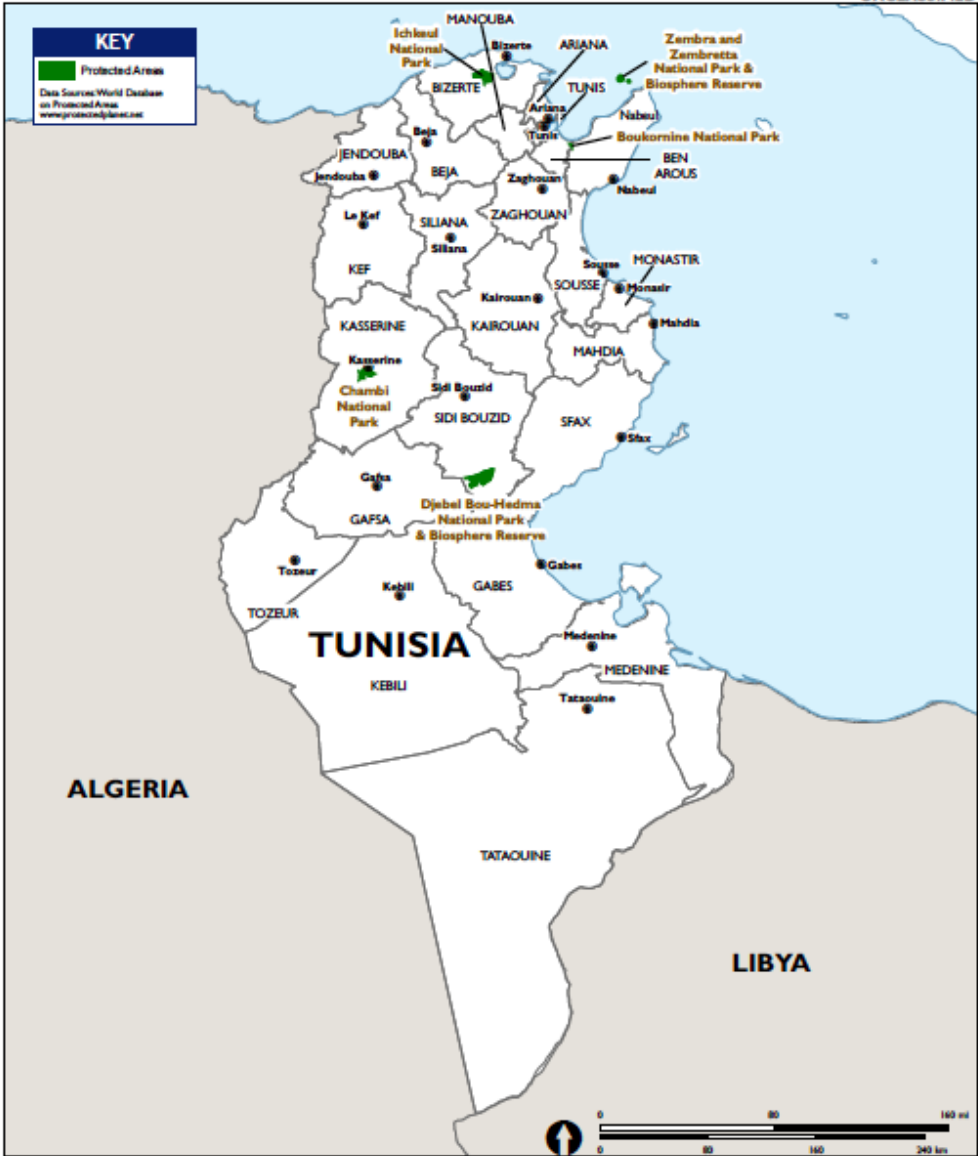 KEY
Protected Areas
Data Sources:World Database
on Protected Areas
www.protectedplanet.net
MANOUBA
Ichkeul
National
Park
Bizerte
ARIANA
Zembra and
Zembretta
National Park &
Biosphere Reserve
BIZERTE
TUNIS
Ariana
Nabeul
Tunis
Boukornine National Park
Beja
JENDOUBA
BEJA
BEN
AROUS
Jendouba
Zaghouan
Nabeul
Le Kef
SILIANA
ZAGHOUAN
Siliana
KEF
Sousse
MONASTIR
SOUSSE
Monasir
Kairouan
KASSERINE
KAIROUAN
Mahdia
MAHDIA
Kasserine
Chambi
National
Park
Sidi Bouzid
SIDI BOUZID
SFAX
Sfax
Gafsa
GAFSA
Djebel Bou-Hedma
National Park
& Biosphere Reserve
Tozeur
Gabes
Kebili
GABES
TOZEUR
TUNISIA
Medenine
KEBILI
MEDENINE
Tataouine
ALGERIA
TATAOUINE
LIBYA
0 80 160 mi
0 80 160 240 km